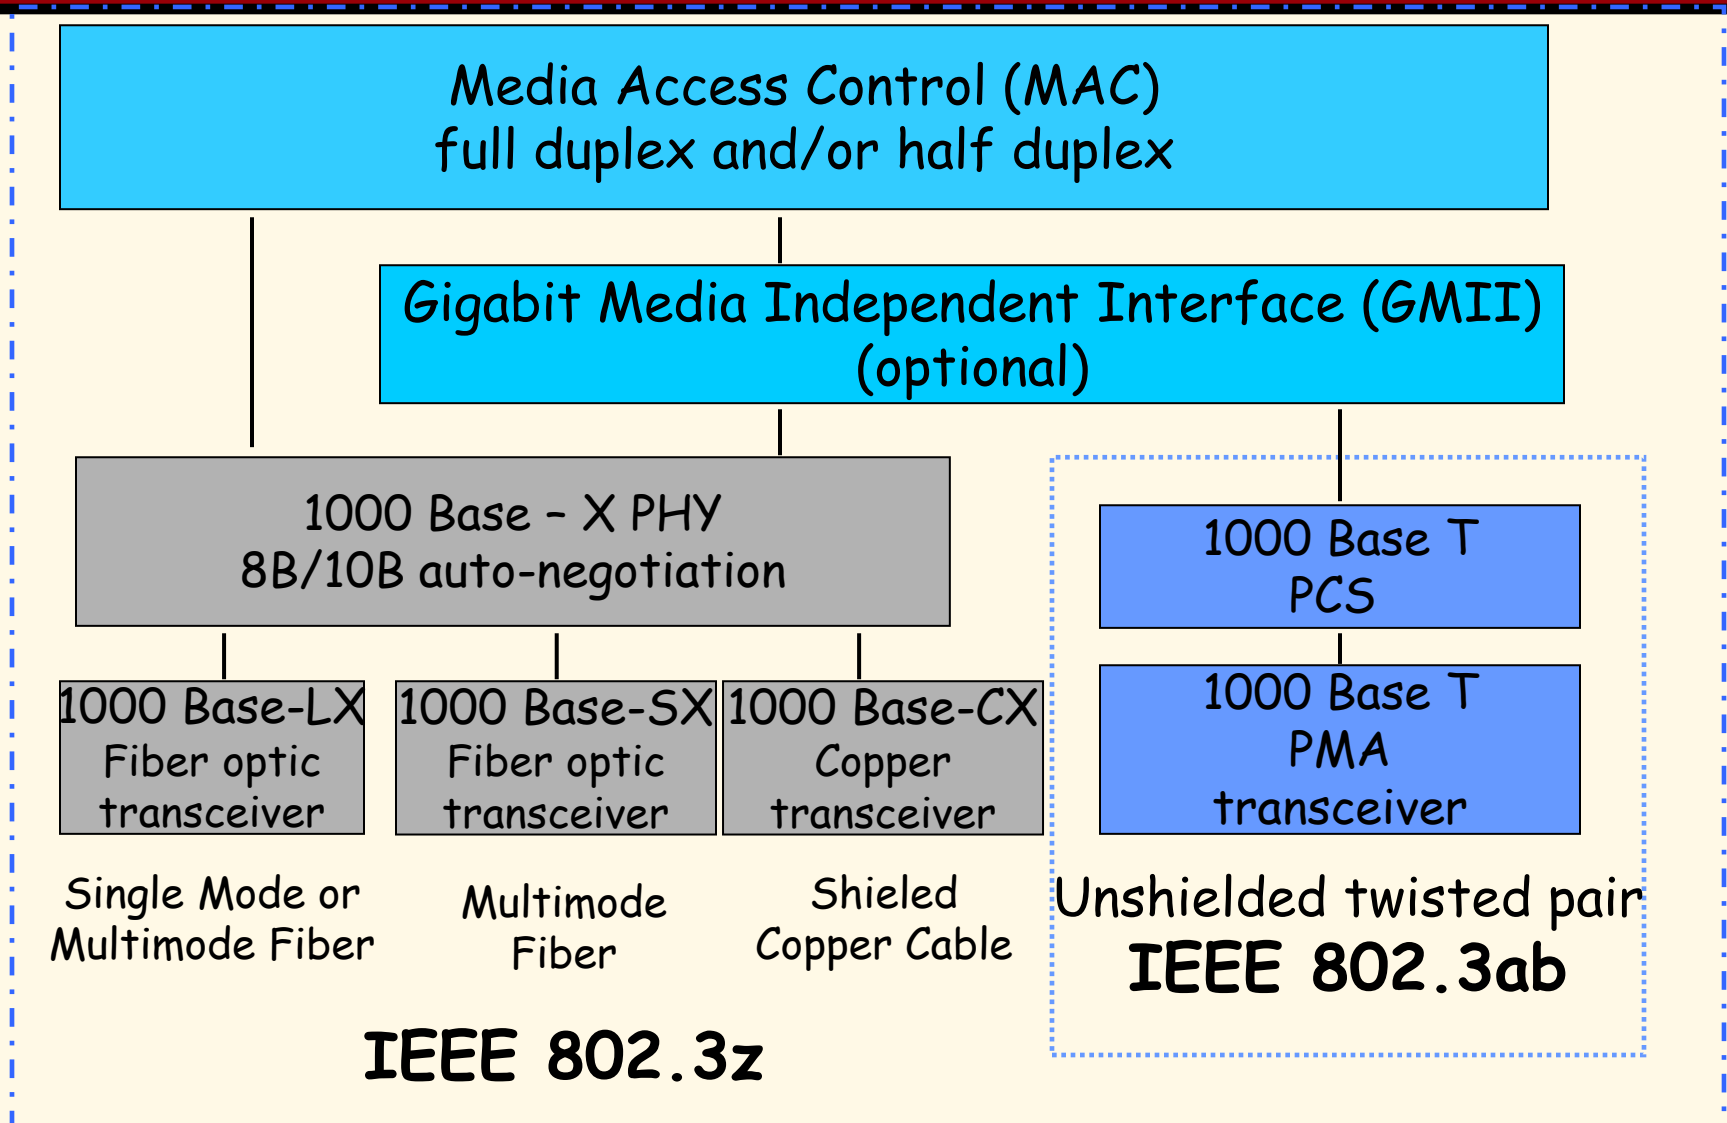 Media Access Control (MAC)
full duplex and/or half duplex
Gigabit Media Independent Interface (GMII)
(optional)
1000 Base – X PHY
8B/10B auto-negotiation
1000 Base T
PCS
1000 Base-LX
Fiber optic
transceiver
1000 Base-SX
Fiber optic
transceiver
1000 Base-CX
Copper
transceiver
1000 Base T
PMA
transceiver
Single Mode or
Multimode Fiber
Multimode
Fiber
Shieled
Copper Cable
Unshielded twisted pair
IEEE 802.3ab
IEEE 802.3z